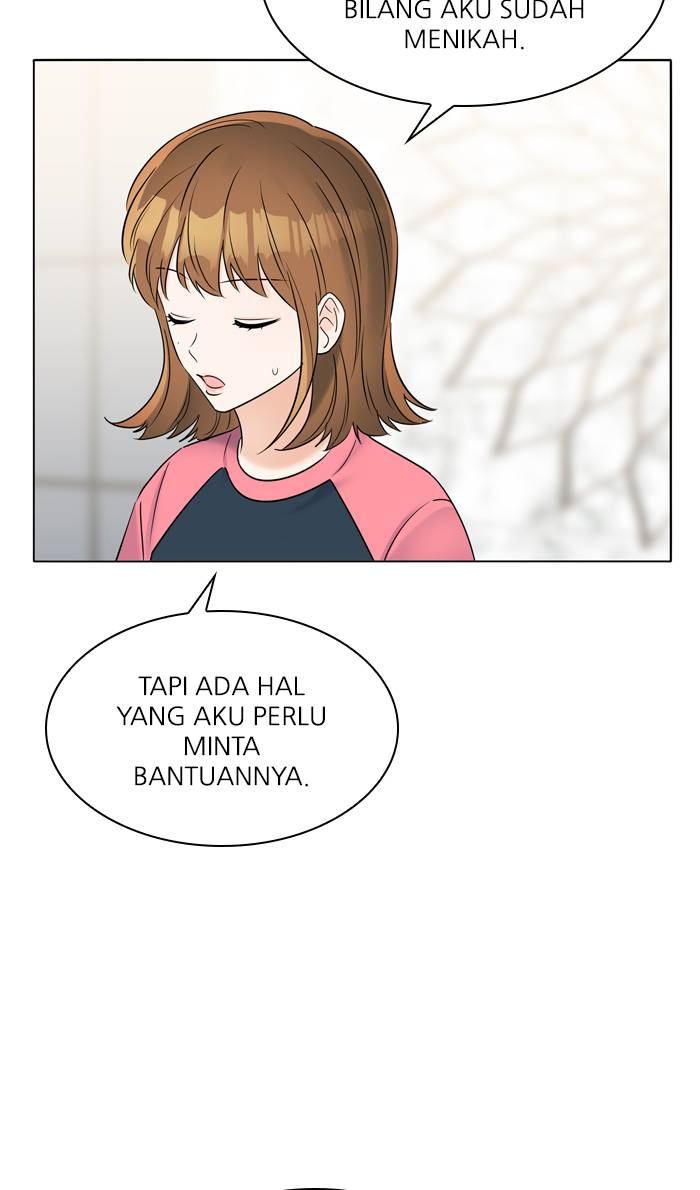 BILANG AKU SUDAH
MENIKAH.
TAPI ADA HAL
YANG AKU PERLU
MINTA
BANTUANNYA.